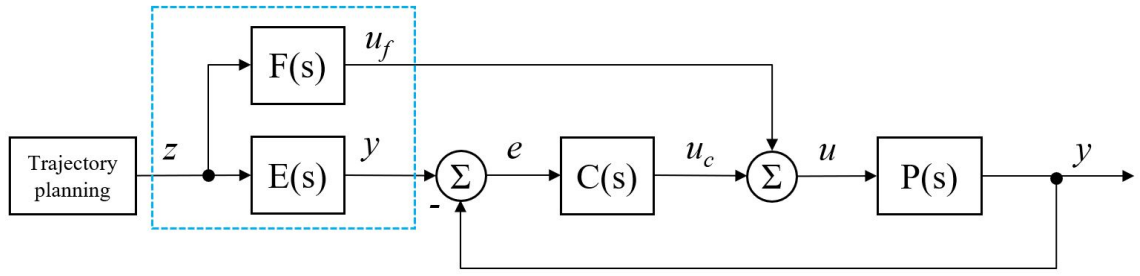 F(s)
u_f
Trajectory
planning
z
E(s)
y
Σ
-
e
C(s)
u_c
Σ
u
P(s)
y